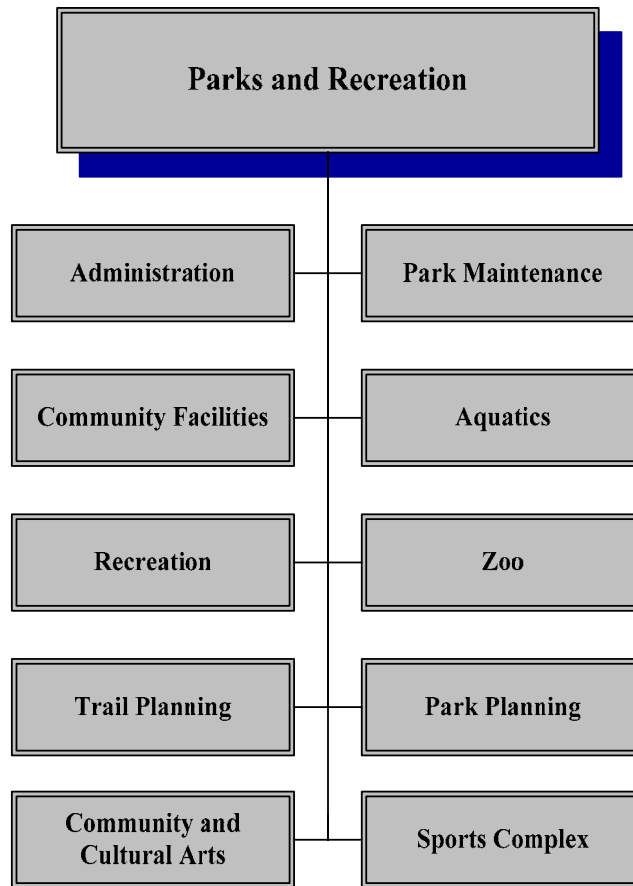 Parks and Recreation
Administration
Park Maintenance
Community Facilities
Aquatics
Recreation
Zoo
Trail Planning
Park Planning
Community and
Cultural Arts
Sports Complex